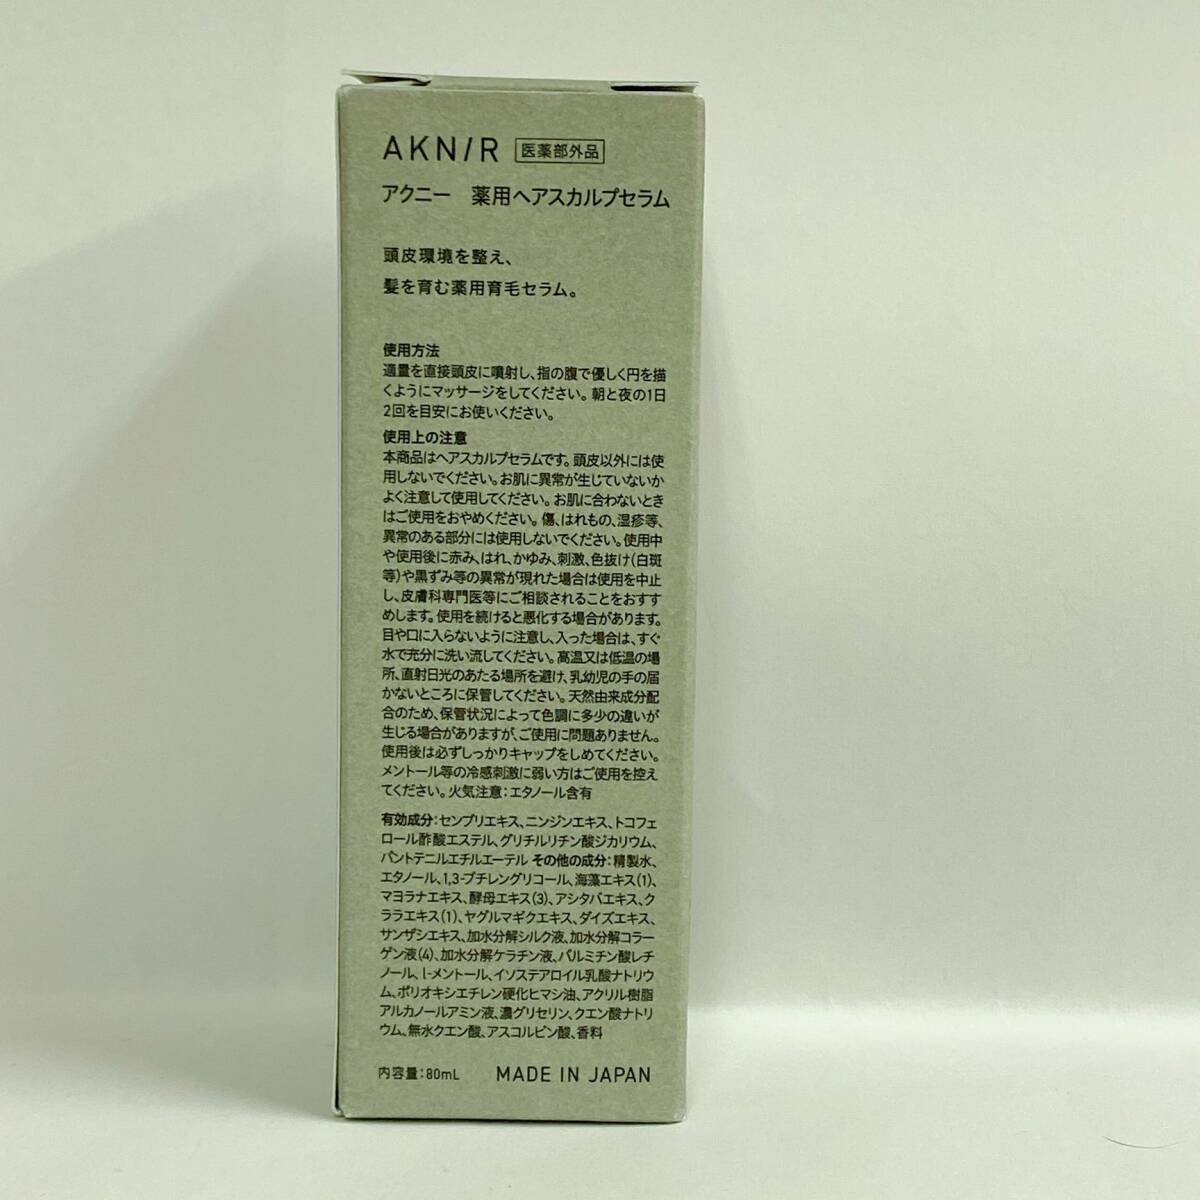 AKN/R 医薬部外品
アクニー 薬用ヘアスカルプセラム
頭皮環境を整え、
髪を育む薬用育毛セラム。
使用方法
適量を直接頭皮に噴射し、指の腹で優しく円を描
くようにマッサージをしてください。朝と夜の1日
2回を目安にお使いください。
使用上の注意
本商品はヘアスカルプセラムです。頭皮以外には使
用しないでください。お肌に異常が生じていないか
よく注意して使用してください。お肌に合わないとき
はご使用をおやめください。傷、はれもの、湿疹等、
異常のある部分には使用しないでください。使用中
や使用後に赤み、はれ、かゆみ、刺激、色抜け(白斑
等)や黒ずみ等の異常が現れた場合は使用を中止
し、皮膚科専門医等にご相談されることをおすす
めします。使用を続けると悪化する場合があります。
目や口に入らないように注意し、入った場合は、すぐ
水で充分に洗い流してください。高温又は低温の場
所、直射日光のあたる場所を避け、乳幼児の手の届
かないところに保管してください。天然由来成分配
合のため、保管状況によって色調に多少の違いが
生じる場合がありますが、ご使用に問題ありません。
使用後は必ずしっかりキャップをしめてください。
メントール等の冷感刺激に弱い方はご使用を控え
てください。火気注意:エタノール含有
有効成分:センブリエキス、ニンジンエキス、トコフェ
ロール酢酸エステル、グリチルリチン酸ジカリウム、
パントテニルエチルエーテル その他の成分:精製水、
エタノール、1,3-ブチレングリコール、海藻エキス(1)、
マヨラナエキス、酵母エキス(3)、アシタバエキス、ク
ララエキス(1)、ヤグルマギクエキス、ダイズエキス、
サンザシエキス、加水分解シルク液、加水分解コラー
ゲン液(4)、加水分解ケラチン液、パルミチン酸レチ
ノール、l-メントール、イソステアロイル乳酸ナトリウ
ム、ポリオキシエチレン硬化ヒマシ油、アクリル樹脂
アルカノールアミン液、濃グリセリン、クエン酸ナトリ
ウム、無水クエン酸、アスコルビン酸、香料
内容量:80mL MADE IN JAPAN